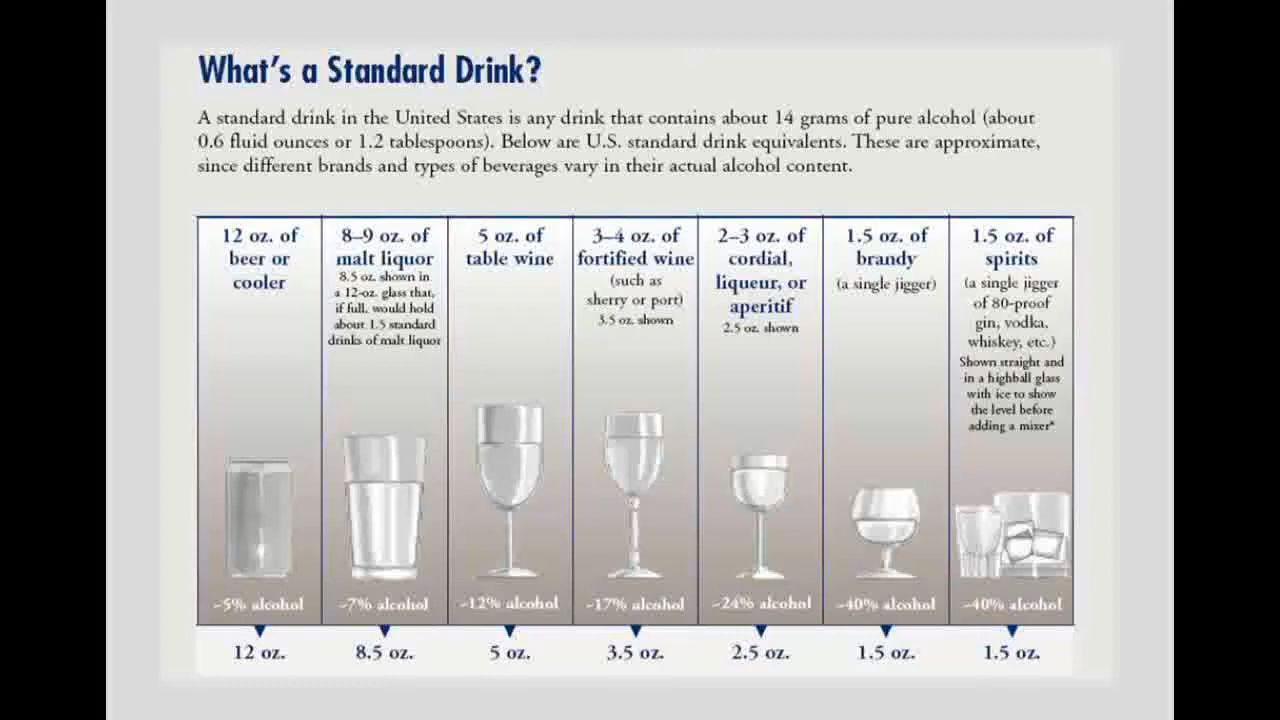 What's a Standard Drink?
A standard drink in the United States is any drink that contains about 14 grams of pure alcohol (about
0.6 fluid ounces or 1.2 tablespoons). Below are U.S. standard drink equivalents. These are approximate,
since different brands and types of beverages vary in their actual alcohol content.
12 oz. of
beer or
cooler
8–9 oz. of
malt liquor
8.5 oz. shown in
a 12-oz. glass that,
if full, would hold
about 1.5 standard
drinks of malt liquor
5 oz. of
table wine
3–4 oz. of
fortified wine
(such as
sherry or port)
3.5 oz. shown
2–3 oz. of
cordial,
liqueur, or
aperitif
2.5 oz. shown
1.5 oz. of
brandy
(a single jigger)
1.5 oz. of
spirits
(a single jigger
of 80-proof
gin, vodka,
whiskey, etc.)
Shown straight and
in a highball glass
with ice to show
the level before
adding a mixer*
~5% alcohol
~7% alcohol
~12% alcohol
~17% alcohol
~24% alcohol
~40% alcohol
~40% alcohol
12 oz.
8.5 oz.
5 oz.
3.5 oz.
2.5 oz.
1.5 oz.
1.5 oz.